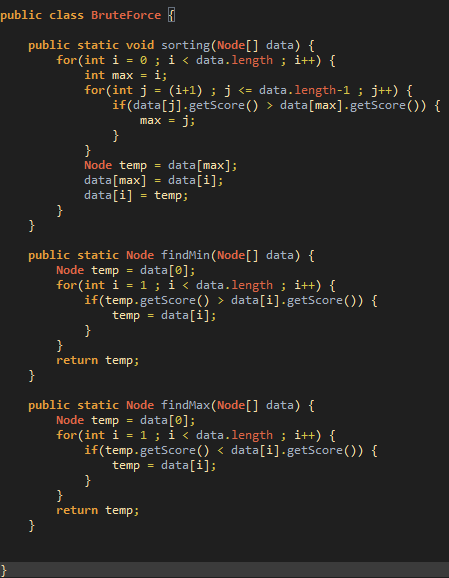 public class BruteForce {
public static void sorting(Node[] data) {
for(int i = 0 ; i < data.length ; i++) {
int max = i;
for(int j = (i+1) ; j <= data.length-1 ; j++) {
if(data[j].getScore() > data[max].getScore()) {
max = j;
}
}
Node temp = data[max];
data[max] = data[i];
data[i] = temp;
}
}
public static Node findMin(Node[] data) {
Node temp = data[0];
for(int i = 1 ; i < data.length ; i++) {
if(temp.getScore() > data[i].getScore()) {
temp = data[i];
}
}
return temp;
}
public static Node findMax(Node[] data) {
Node temp = data[0];
for(int i = 1 ; i < data.length ; i++) {
if(temp.getScore() < data[i].getScore()) {
temp = data[i];
}
}
return temp;
}
}